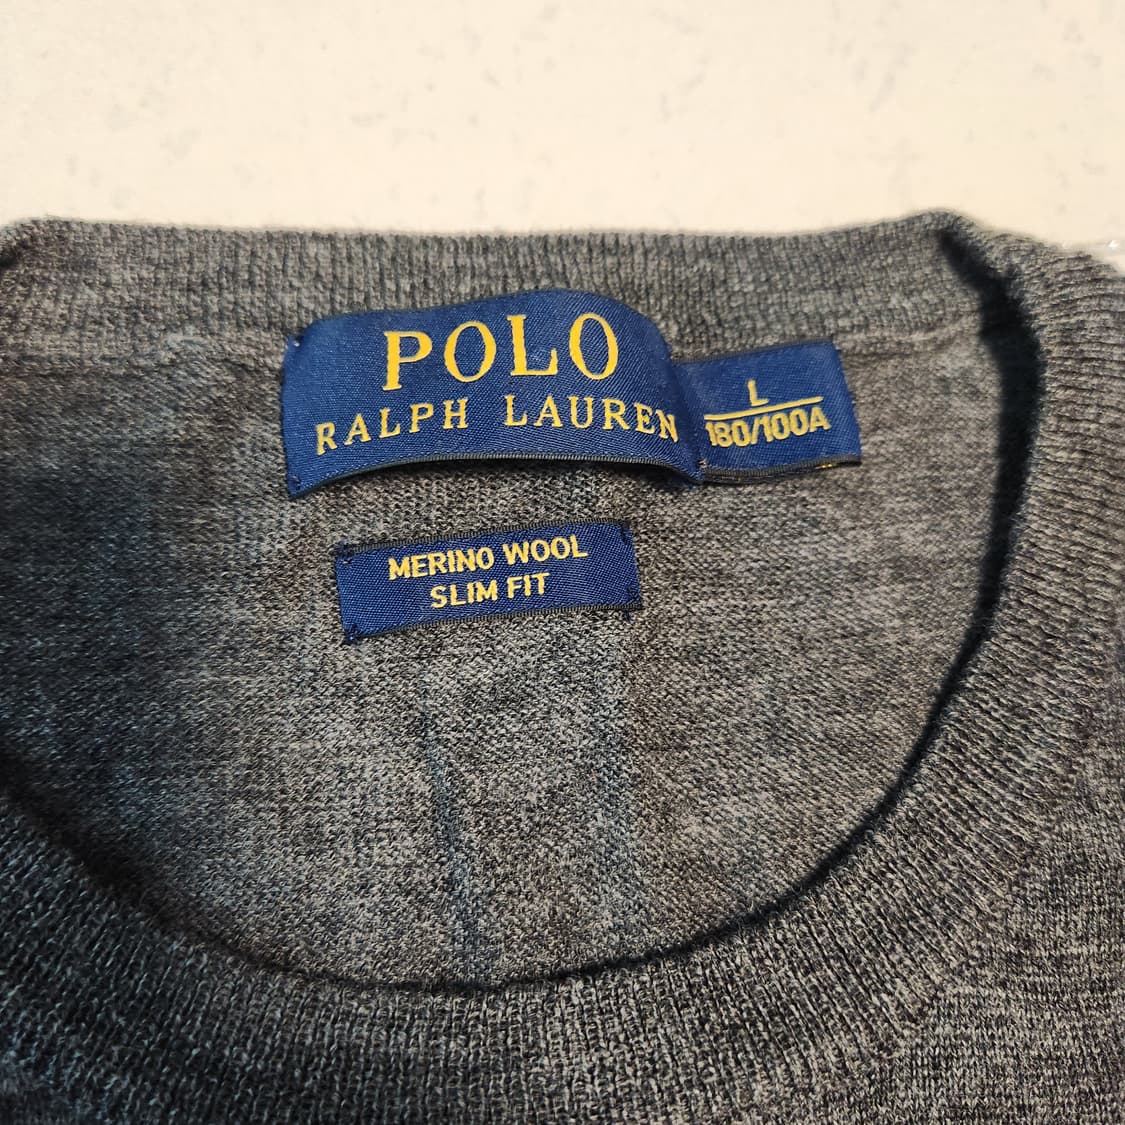 POLO
RALPH LAUREN
L
180/100A
MERINO WOOL
SLIM FIT